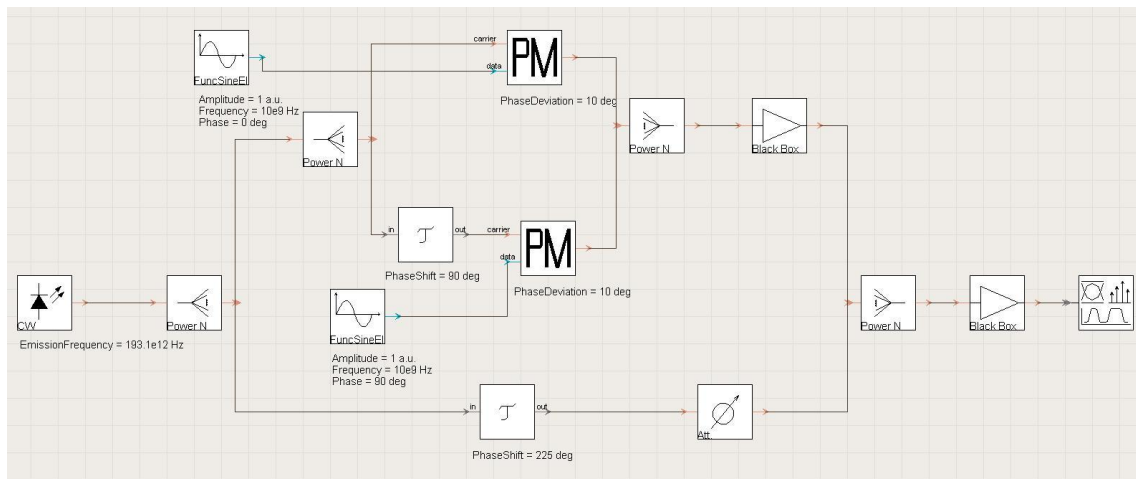 carrier
PM
data
FuncSineEl
Amplitude = 1 a.u.
Frequency = 10e9 Hz
Phase = 0 deg
PhaseDeviation = 10 deg
Power N
Power N
Black Box
in
τ
out
carrier
PM
data
PhaseShift = 90 deg
PhaseDeviation = 10 deg
CW
EmissionFrequency = 193.1e12 Hz
Power N
FuncSineEl
Amplitude = 1 a.u.
Frequency = 10e9 Hz
Phase = 90 deg
Power N
Black Box
in
τ
out
PhaseShift = 225 deg
Att.